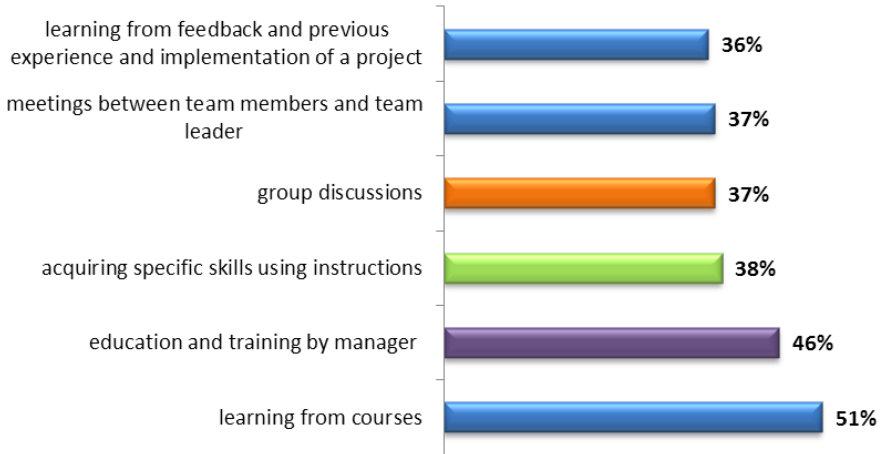 learning from feedback and previous
experience and implementation of a project
36%
meetings between team members and team
leader
37%
group discussions
37%
acquiring specific skills using instructions
38%
education and training by manager
46%
learning from courses
51%